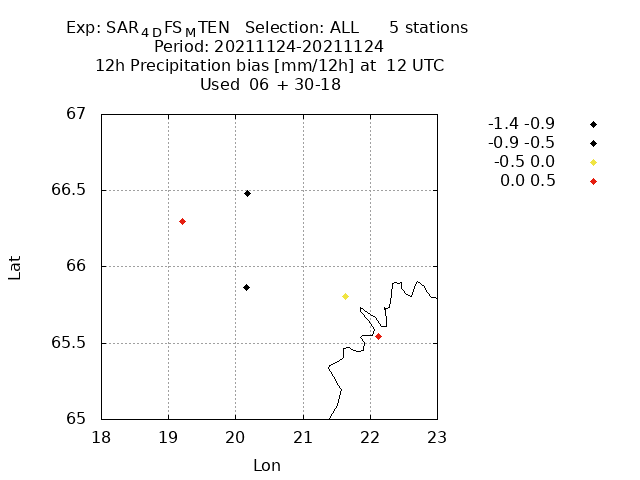 Exp: SAR4DFSMTEN Selection: ALL 5 stations
Period: 20211124-20211124
12h Precipitation bias [mm/12h] at 12 UTC
Used 06 + 30-18
-1.4 -0.9
-0.9 -0.5
-0.5 0.0
0.0 0.5
67
66.5
66
65.5
65
Lat
18 19 20 21 22 23
Lon